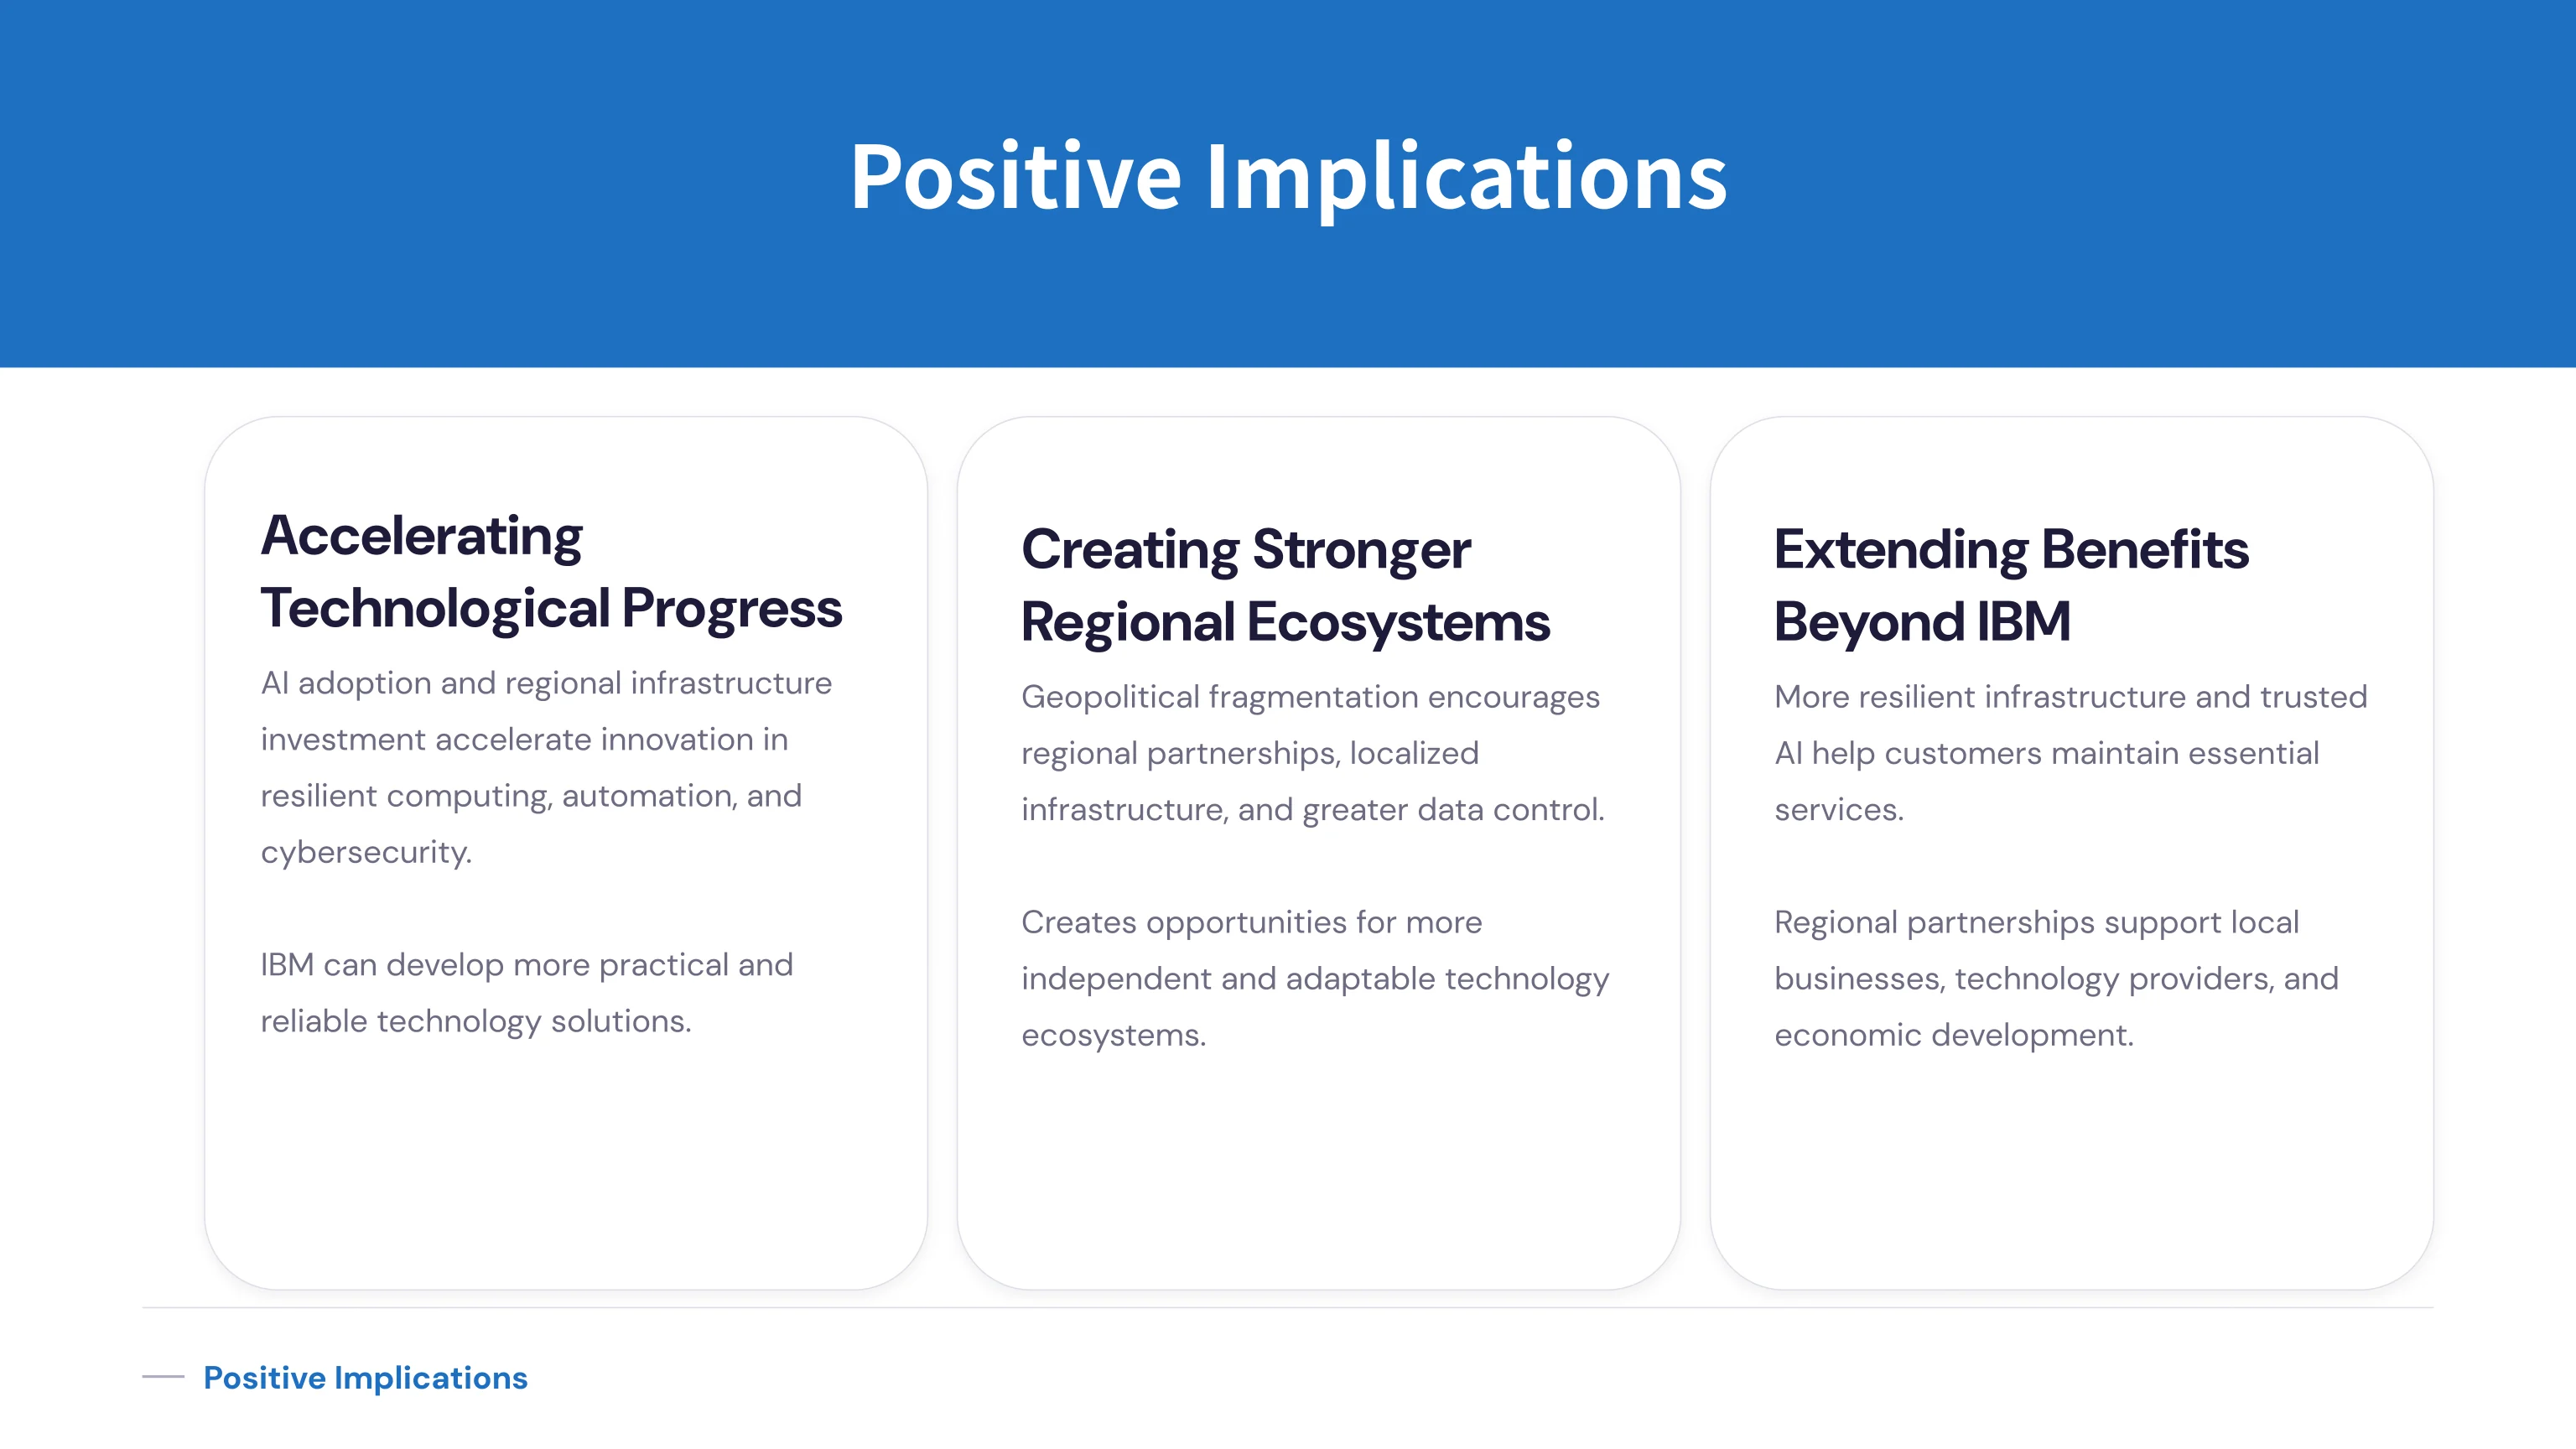 Positive Implications
Accelerating
Technological Progress
AI adoption and regional infrastructure
investment accelerate innovation in
resilient computing, automation, and
cybersecurity.
IBM can develop more practical and
reliable technology solutions.
Creating Stronger
Regional Ecosystems
Geopolitical fragmentation encourages
regional partnerships, localized
infrastructure, and greater data control.
Creates opportunities for more
independent and adaptable technology
ecosystems.
Extending Benefits
Beyond IBM
More resilient infrastructure and trusted
AI help customers maintain essential
services.
Regional partnerships support local
businesses, technology providers, and
economic development.
Positive Implications